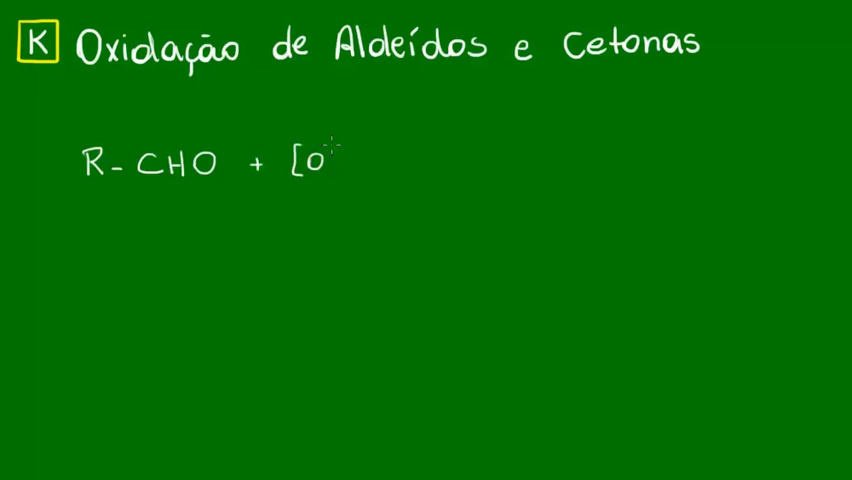 K Oxidação de Aldeídos e Cetonas
R-CHO + [O